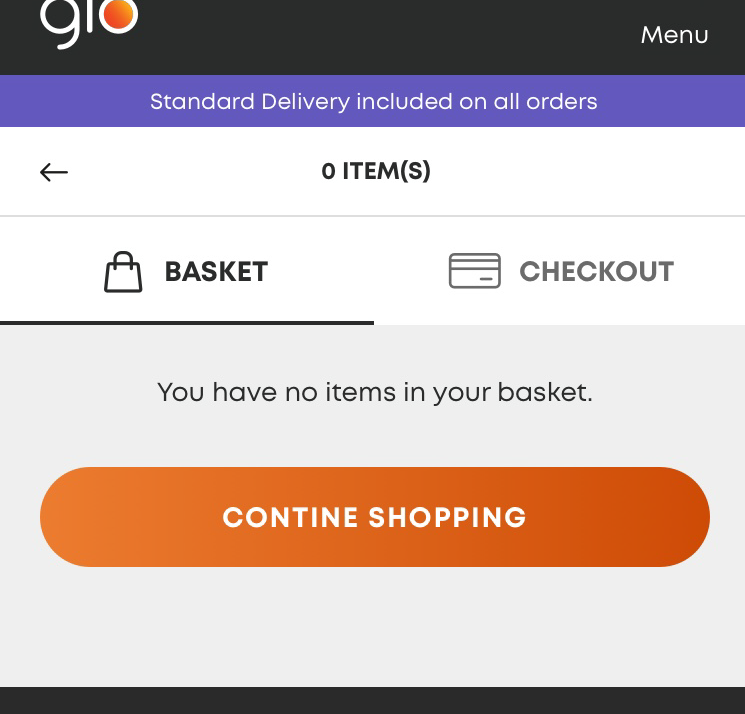 glo
Menu
Standard Delivery included on all orders
0 ITEM(S)
BASKET
CHECKOUT
You have no items in your basket.
CONTINE SHOPPING